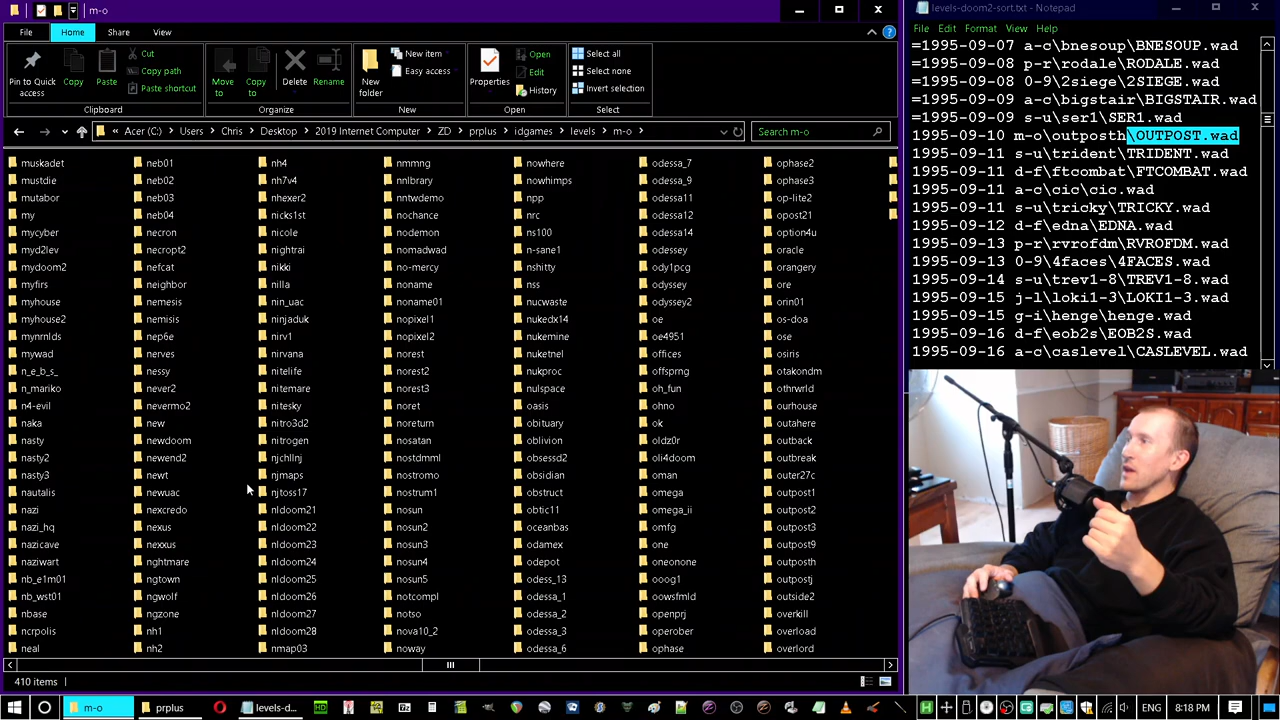 m-o
levels-doom2-sort.txt - Notepad
File Home Share View
File Edit Format View Help
Pin to Quick access
Copy
Paste
Cut
Copy path
Paste shortcut
Move to
Copy to
Delete
Rename
New folder
New item
Easy access
Properties
Open
Edit
History
Select all
Select none
Invert selection
Clipboard Organize New Open Select
Acer (C:) Users Chris Desktop 2019 Internet Computer ZD prplus idgames levels m-o
Search m-o
muskadet neb01 nh4 nmmng nowhere odessa_7 ophase2
mustdie neb02 nh7v4 nnlbrary nowhimps odessa_9 ophase3
mutabor neb03 nhexer2 nntwdemo npp odessa11 op-lite2
my neb04 nicks1st nochance nrc odessa12 opost21
mycyber necron nicole nodemon ns100 odessa14 option4u
myd2lev necropt2 nightrai nomadwad n-sane1 odessey oracle
mydoom2 nefcat nikki no-mercy nshitty ody1pcg orangery
myfirs neighbor nilla noname nss odyssey ore
myhouse nemesis nin_uac noname01 nucwaste odyssey2 orin01
myhouse2 nemisis ninjaduk nopixel1 nukedx14 oe os-doa
mynrnlds nep6e nirv1 nopixel2 nukemine oe4951 ose
mywad nerves nirvana norest nuketnel offices osiris
n_e_b_s_ nessy nitelife norest2 nukproc offsprng otakondm
n_mariko never2 nitemare norest3 nulspace oh_fun othrwrld
n4-evil nevermo2 nitesky noret oasis ohno ourhouse
naka new nitro3d2 noreturn obituary ok outahere
nasty newdoom nitrogen nosatan oblivion oldz0r outback
nasty2 newend2 njchllnj nostdmml obsessd2 oli4doom outbreak
nasty3 newt njmaps nostromo obsidian oman outer27c
nautalis newuac njtoss17 nostrum1 obstruct omega outpost1
nazi nexcredo nldoom21 nosun obtic11 omega_ii outpost2
nazi_hq nexus nldoom22 nosun2 oceanbas omfg outpost3
nazicave nexxus nldoom23 nosun3 odamex one outpost9
naziwart nghtmare nldoom24 nosun4 odepot oneonone outposth
nb_e1m01 ngtown nldoom25 nosun5 odess_13 ooog1 outpostj
nb_wst01 ngwolf nldoom26 notcompl odessa_1 oowsfmld outside2
nbase ngzone nldoom27 notso odessa_2 openprj overkill
ncrpolis nh1 nldoom28 nova10_2 odessa_3 operober overload
neal nh2 nmap03 noway odessa_6 ophase overlord
410 items
=1995-09-07 a-c\bnesoup\BNESOUP.wad
=1995-09-08 p-r\rodale\RODALE.wad
=1995-09-08 0-9\2siege\2SIEGE.wad
=1995-09-09 a-c\bigstair\BIGSTAIR.wad
=1995-09-09 s-u\ser1\SER1.wad
1995-09-10 m-o\outposth\OUTPOST.wad
1995-09-11 s-u\trident\TRIDENT.wad
1995-09-11 d-f\ftcombat\FTCOMBAT.wad
1995-09-11 a-c\cic\cic.wad
1995-09-11 s-u\tricky\TRICKY.wad
1995-09-12 d-f\edna\EDNA.wad
1995-09-13 p-r\rvrofdm\RVROFDM.wad
1995-09-13 0-9\4faces\4FACES.wad
1995-09-14 s-u\trev1-8\TREV1-8.wad
1995-09-15 j-l\loki1-3\LOKI1-3.wad
1995-09-15 g-i\henge\henge.wad
1995-09-16 d-f\eob2s\EOB2S.wad
1995-09-16 a-c\caslevel\CASLEVEL.wad
m-o
prplus
levels-d...
ENG
8:18 PM